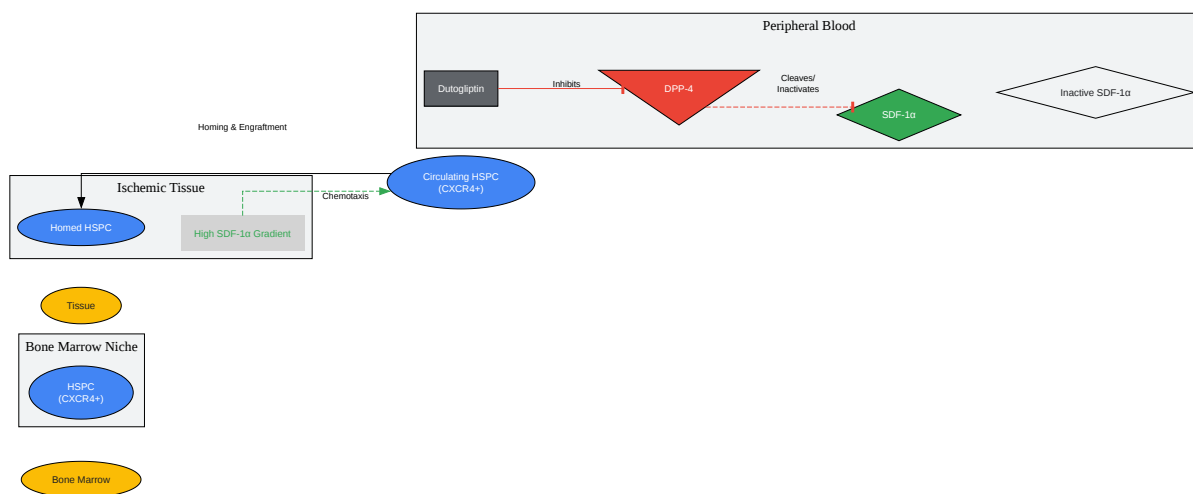 Peripheral Blood
Dutogliptin
Inhibits
DPP-4
Cleaves/
Inactivates
SDF-1α
Inactive SDF-1α
Homing & Engraftment
Circulating HSPC
(CXCR4+)
Ischemic Tissue
Chemotaxis
Homed HSPC
High SDF-1α Gradient
Tissue
Bone Marrow Niche
HSPC
(CXCR4+)
Bone Marrow